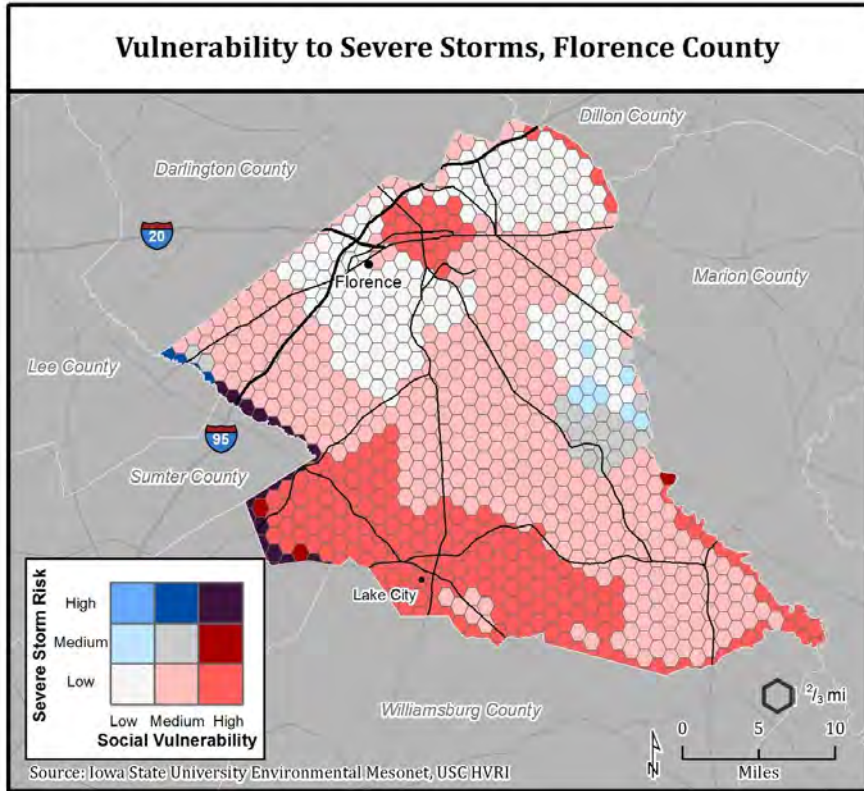 Vulnerability to Severe Storms, Florence County
Dillon County
Darlington County
20
Marion County
Florence
Lee County
95
Sumter County
Lake City
Williamsburg County
Severe Storm Risk
High
Medium
Low
Low Medium High
Social Vulnerability
2/3 mi
N
0 5 10
Miles
Source: Iowa State University Environmental Mesonet, USC HVRI